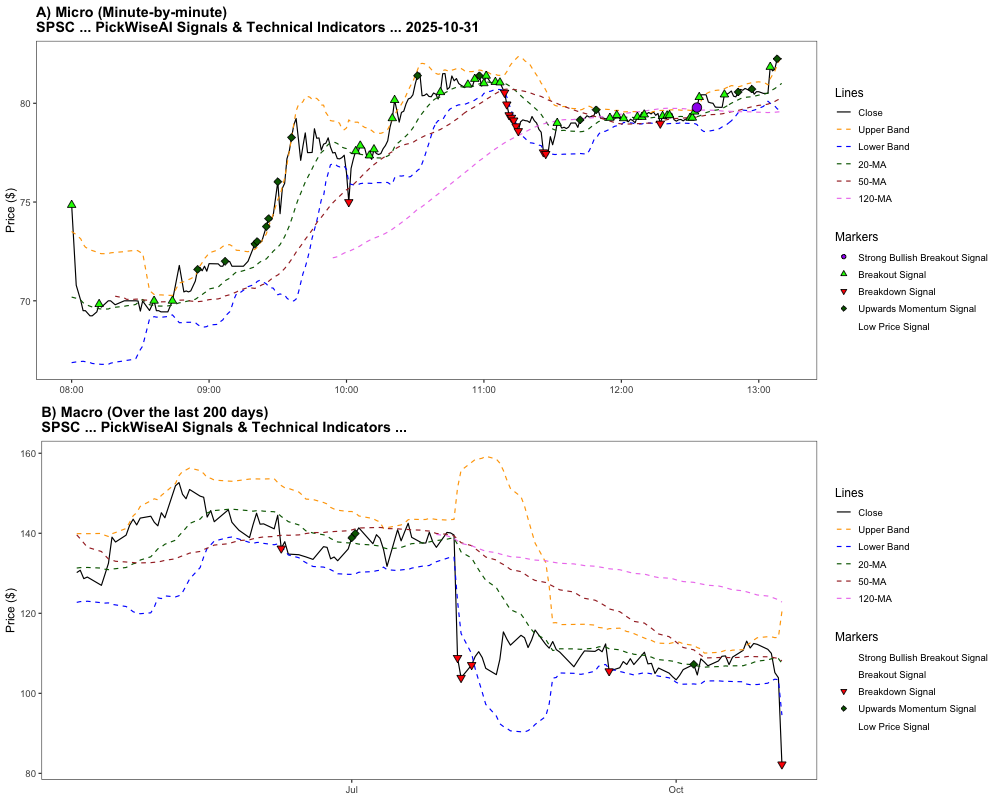 A) Micro (Minute-by-minute)
SPSC ... PickWiseAI Signals & Technical Indicators ... 2025-10-31
Price ($)
80
75
70
08:00
09:00
10:00
11:00
12:00
13:00
Lines
Close
Upper Band
Lower Band
20-MA
50-MA
120-MA
Markers
Strong Bullish Breakout Signal
Breakout Signal
Breakdown Signal
Upwards Momentum Signal
Low Price Signal
B) Macro (Over the last 200 days)
SPSC ... PickWiseAI Signals & Technical Indicators ...
Price ($)
160
140
120
100
80
Jul
Oct
Lines
Close
Upper Band
Lower Band
20-MA
50-MA
120-MA
Markers
Strong Bullish Breakout Signal
Breakout Signal
Breakdown Signal
Upwards Momentum Signal
Low Price Signal